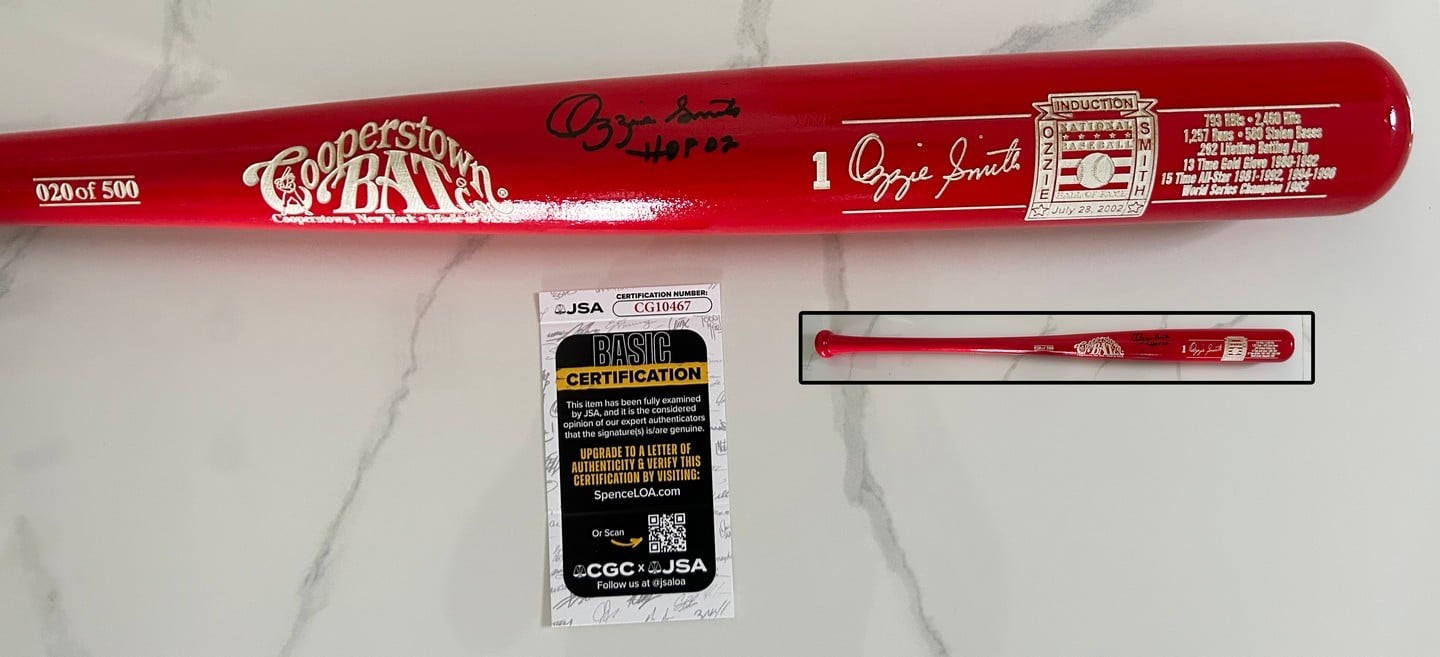 020 of 500
Cooperstown
BAT
Cooperstown, New York • Made in
Ozzie Smith
HOF 02
1 Ozzie Smith
INDUCTION
OZZIE
SMITH
NATIONAL
BASEBALL
HALL OF FAME
July 28, 2002
793 RBIs • 2,460 Hits
1,257 Runs • 580 Stolen Bases
.262 Lifetime Batting Avg
13 Time Gold Glove 1980-1992
15 Time All-Star 1981-1992, 1994-1996
World Series Champion 1982
JSA
CERTIFICATION NUMBER:
CG10467
BASIC
CERTIFICATION
This item has been fully examined
by JSA, and it is the considered
opinion of our expert authenticators
that the signature(s) is/are genuine.
UPGRADE TO A LETTER OF
AUTHENTICITY & VERIFY THIS
CERTIFICATION BY VISITING:
SpenceLOA.com
Or Scan
CGC x JSA
Follow us at @jsaloa
BAT
1 Ozzie Smith